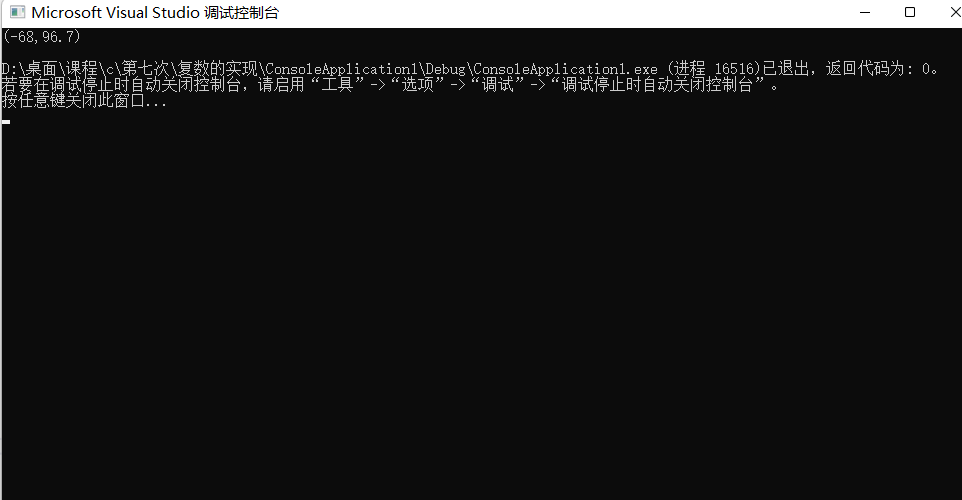 Microsoft Visual Studio 调试控制台
(-68,96.7)
D:\桌面\课程\c\第七次\复数的实现\ConsoleApplication1\Debug\ConsoleApplication1.exe (进程 16516)已退出，返回代码为: 0。
若要在调试停止时自动关闭控制台，请启用“工具”->“选项”->“调试”->“调试停止时自动关闭控制台”。
按任意键关闭此窗口...